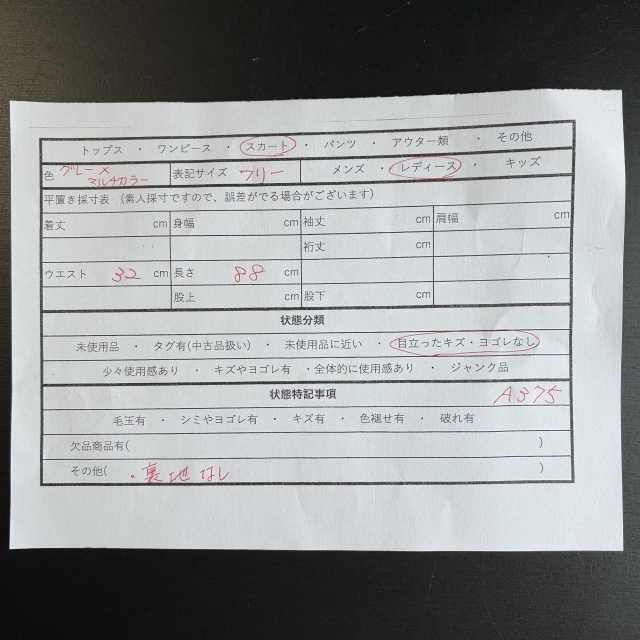 トップス ・ ワンピース ・ スカート ・ パンツ ・ アウター類 ・ その他
色 グレー×マルチカラー 表記サイズ フリー メンズ ・ レディース ・ キッズ
平置き採寸表 (素人採寸ですので、誤差がでる場合がございます)
着丈 cm 身幅 cm 袖丈 cm 肩幅 cm
裄丈 cm
ウエスト 32 cm 長さ 88 cm
股上 cm 股下 cm
状態分類
未使用品 ・ タグ有(中古品扱い) ・ 未使用品に近い ・ 目立ったキズ・ヨゴレなし
少々使用感あり ・ キズやヨゴレ有 ・全体的に使用感あり ・ ジャンク品
状態特記事項 A375
毛玉有 ・ シミやヨゴレ有 ・ キズ有 ・ 色褪せ有 ・ 破れ有
欠品商品有( )
その他( ・裏地なし )